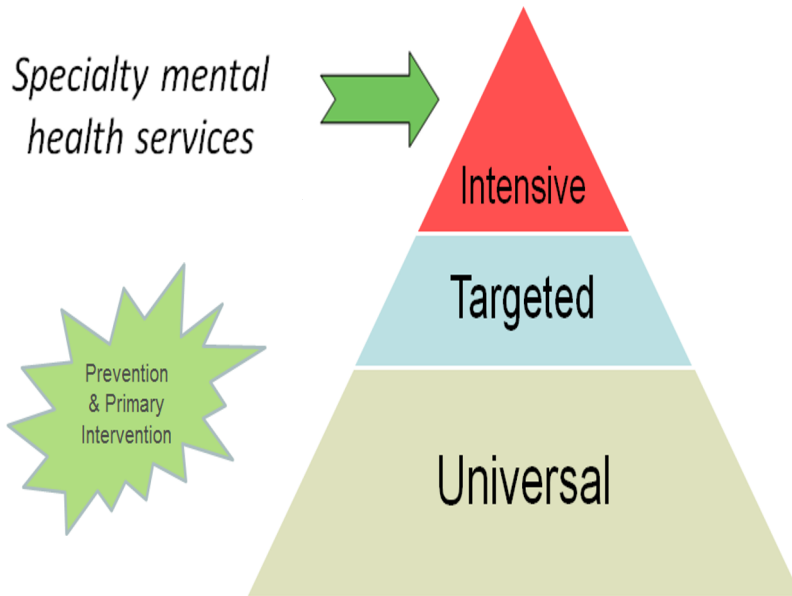 Specialty mental
health services
Intensive
Targeted
Prevention
& Primary
Intervention
Universal